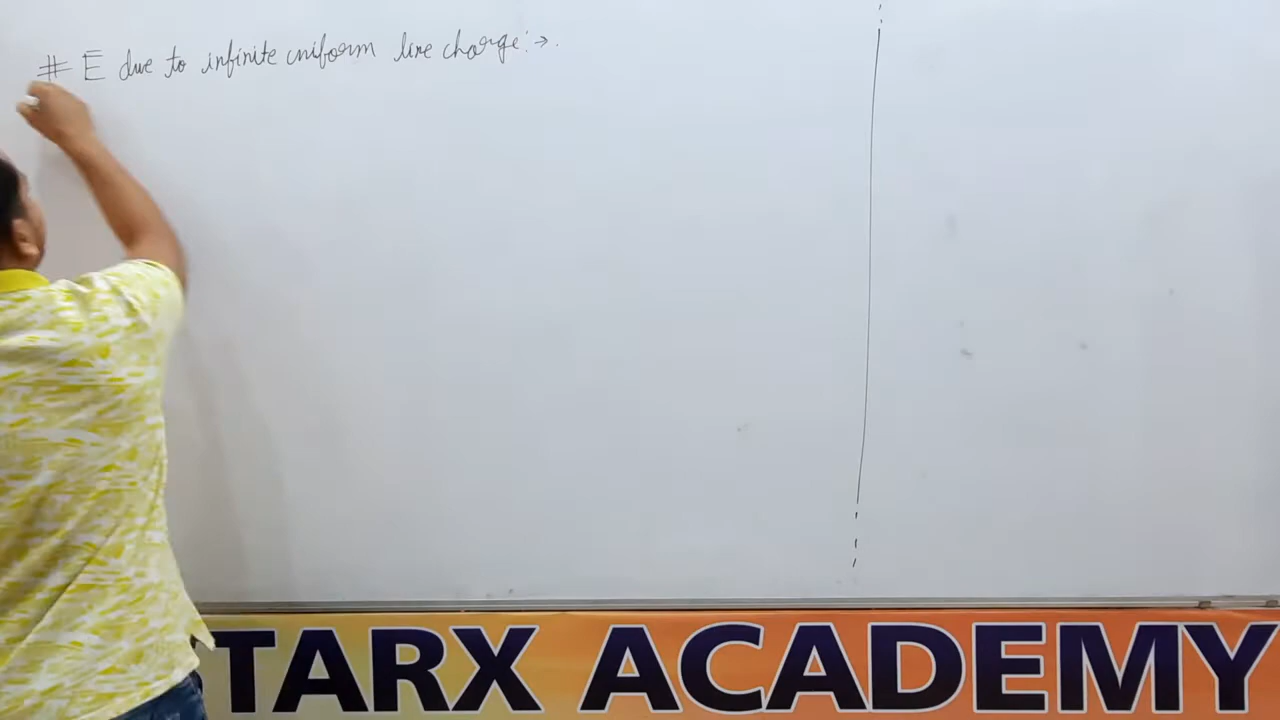 # E due to infinite uniform line charge :→.
TARX ACADEMY